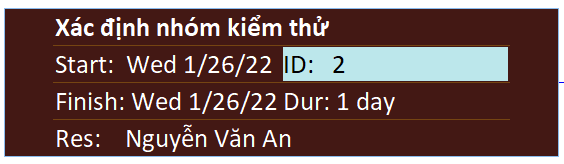 Xác định nhóm kiểm thử
Start: Wed 1/26/22 ID: 2
Finish: Wed 1/26/22 Dur: 1 day
Res: Nguyễn Văn An